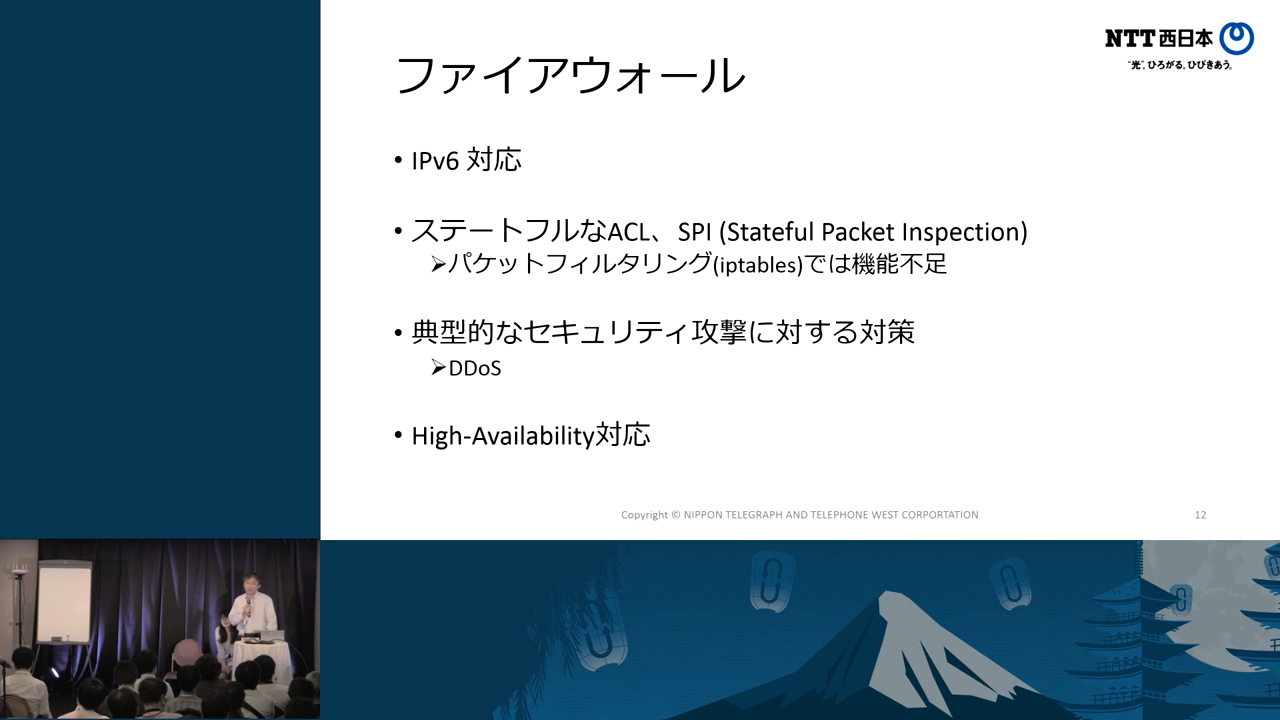 NTT西日本
“光”、ひろがる。ひびきあう。
ファイアウォール
• IPv6 対応
• ステートフルなACL、SPI (Stateful Packet Inspection)
➢パケットフィルタリング(iptables)では機能不足
• 典型的なセキュリティ攻撃に対する対策
➢DDoS
• High-Availability対応
Copyright © NIPPON TELEGRAPH AND TELEPHONE WEST CORPORTATION
12